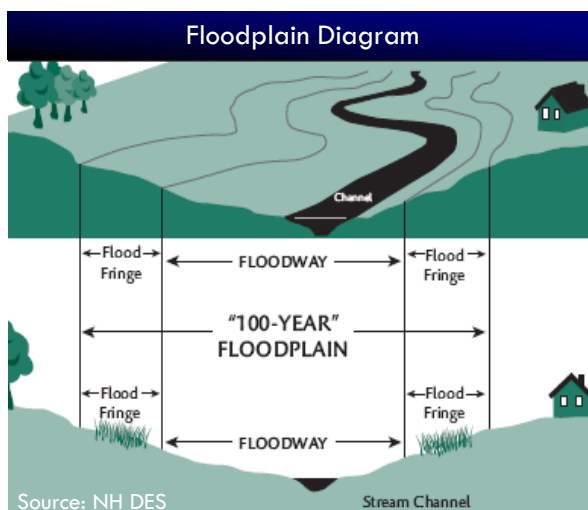 Floodplain Diagram
Channel
Flood
Fringe
FLOODWAY
Flood
Fringe
“100-YEAR”
FLOODPLAIN
Flood
Fringe
FLOODWAY
Flood
Fringe
Source: NH DES
Stream Channel